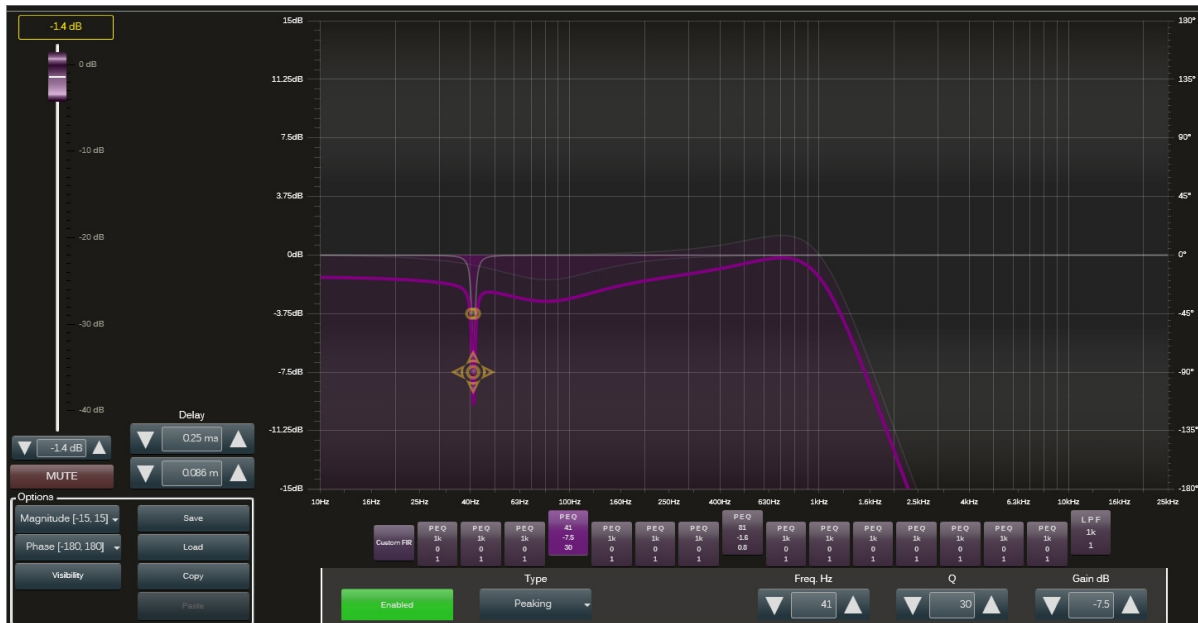 -1.4 dB
0 dB
-10 dB
-20 dB
-30 dB
-40 dB
-1.4 dB
MUTE
Delay
0.25 ms
0.086 m
Options
Magnitude [-15, 15]
Phase [-180, 180]
Visibility
Save
Load
Copy
Paste
15dB
11.25dB
7.5dB
3.75dB
0dB
-3.75dB
-7.5dB
-11.25dB
-15dB
180°
135°
90°
45°
0°
-45°
-90°
-135°
-180°
10Hz 16Hz 25Hz 40Hz 63Hz 100Hz 160Hz 250Hz 400Hz 600Hz 1kHz 1.6kHz 2.5kHz 4kHz 6.3kHz 10kHz 16kHz 25kHz
Custom FIR
PEQ
1k
0
1
PEQ
1k
0
1
PEQ
1k
0
1
PEQ
41
-7.5
30
PEQ
1k
0
1
PEQ
1k
0
1
PEQ
1k
0
1
PEQ
81
-1.6
0.8
PEQ
1k
0
1
PEQ
1k
0
1
PEQ
1k
0
1
PEQ
1k
0
1
PEQ
1k
0
1
PEQ
1k
0
1
PEQ
1k
0
1
LPF
1k
1
Enabled
Type
Peaking
Freq. Hz
41
Q
30
Gain dB
-7.5